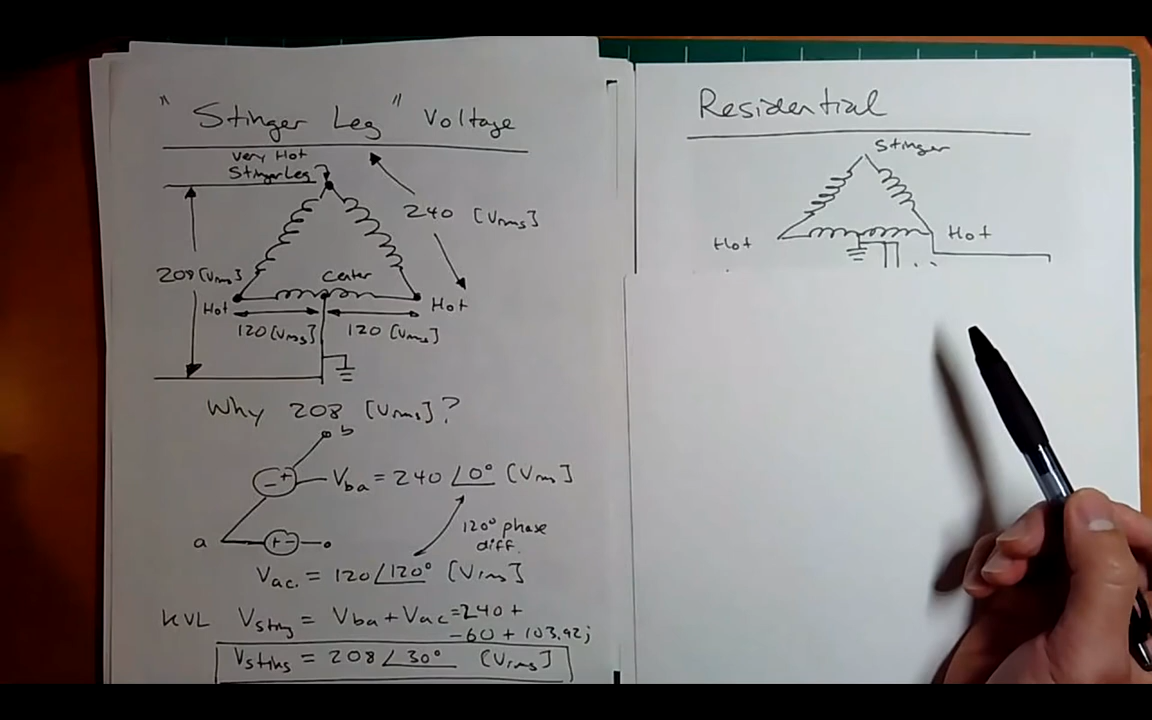 "Stinger Leg" Voltage
very Hot
Stinger Leg
240 [Vrms]
208 [Vrms]
Center
Hot
Hot
120 [Vrms]
120 [Vrms]
Why 208 [Vrms]?
b
Vba = 240 ∠0° [Vrms]
120° phase
diff.
a
Vac. = 120 ∠120° [Vrms]
KVL Vstng = Vba + Vac = 240 +
-60 + 103.92j
Vsting = 208 ∠30° [Vrms]
Residential
Stinger
Hot
Hot